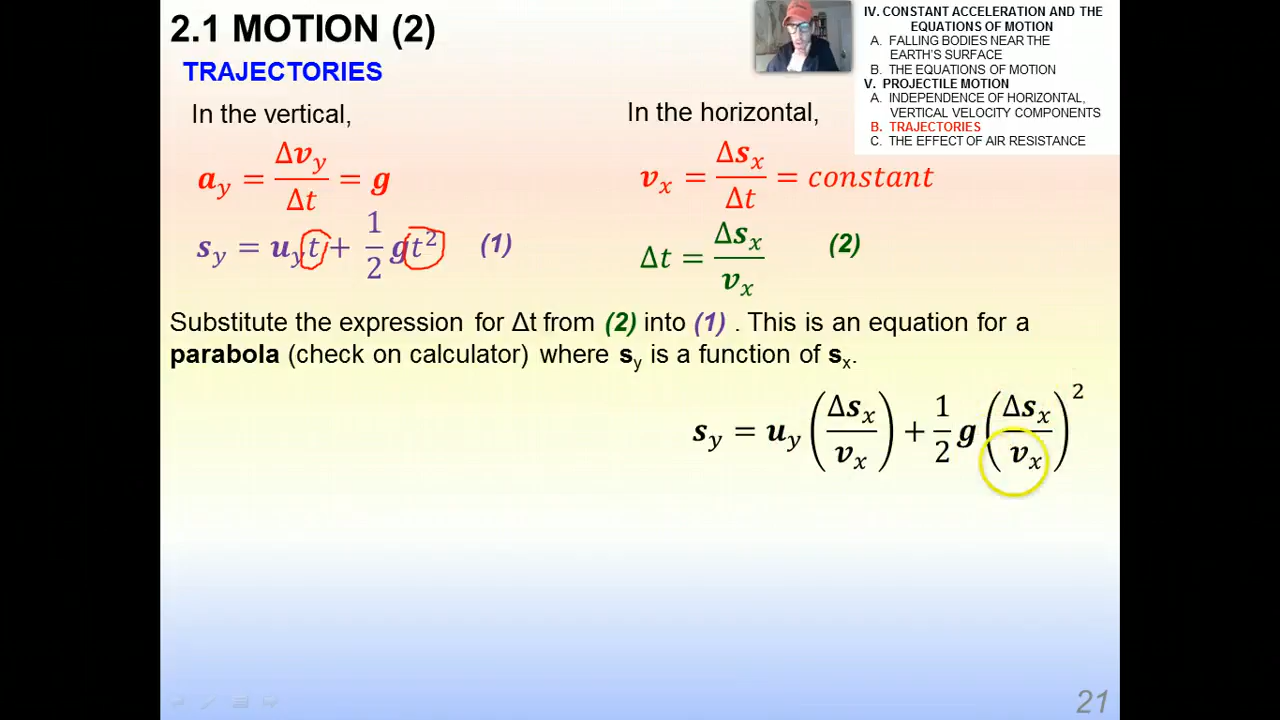 2.1 MOTION (2)
TRAJECTORIES
IV. CONSTANT ACCELERATION AND THE
EQUATIONS OF MOTION
A. FALLING BODIES NEAR THE
EARTH'S SURFACE
B. THE EQUATIONS OF MOTION
V. PROJECTILE MOTION
A. INDEPENDENCE OF HORIZONTAL,
VERTICAL VELOCITY COMPONENTS
B. TRAJECTORIES
C. THE EFFECT OF AIR RESISTANCE
In the vertical,
a_y = Δv_y/Δt = g
s_y = u_y t + 1/2 g t² (1)
In the horizontal,
v_x = Δs_x/Δt = constant
Δt = Δs_x/v_x (2)
Substitute the expression for Δt from (2) into (1) . This is an equation for a
parabola (check on calculator) where s_y is a function of s_x.
s_y = u_y (Δs_x/v_x) + 1/2 g (Δs_x/v_x)²
21